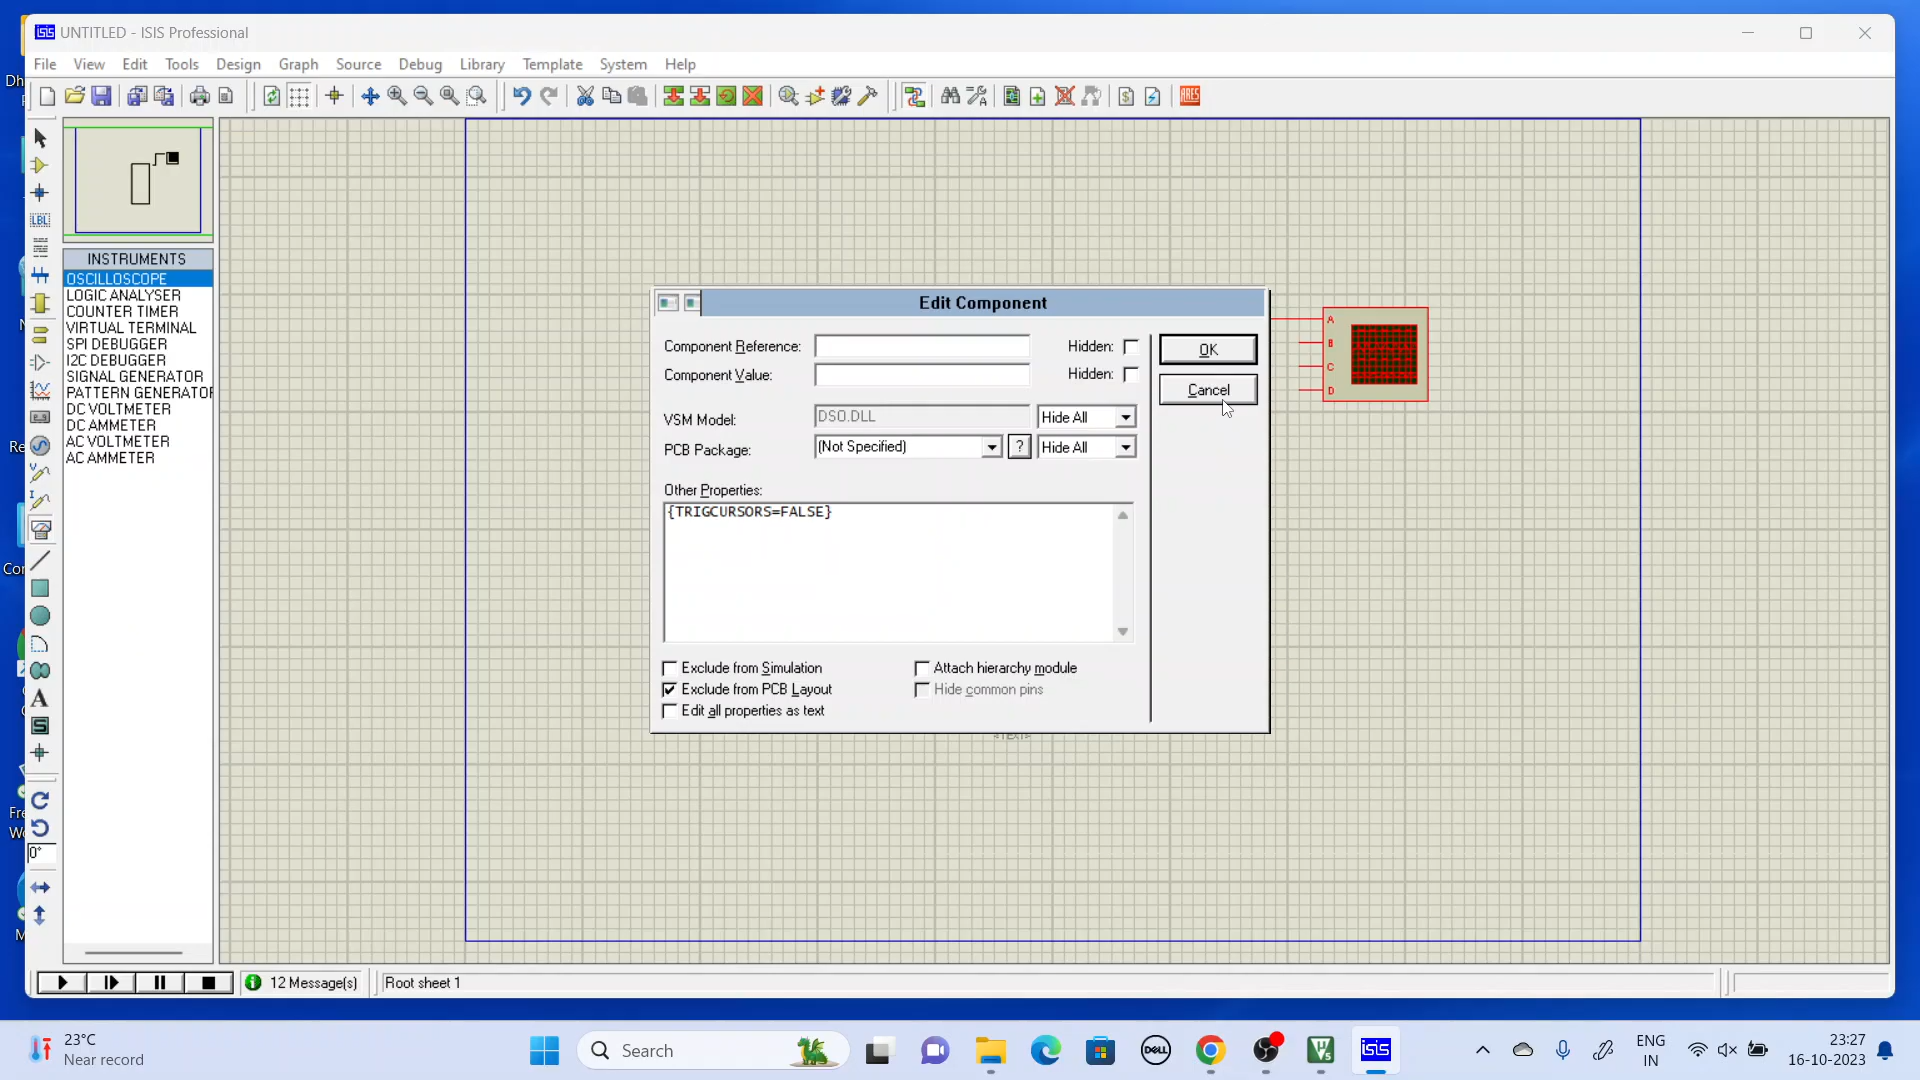 UNTITLED - ISIS Professional
File View Edit Tools Design Graph Source Debug Library Template System Help
ARES
LBL
INSTRUMENTS
OSCILLOSCOPE
LOGIC ANALYSER
COUNTER TIMER
VIRTUAL TERMINAL
SPI DEBUGGER
I2C DEBUGGER
SIGNAL GENERATOR
PATTERN GENERATOR
DC VOLTMETER
DC AMMETER
AC VOLTMETER
AC AMMETER
Edit Component
Component Reference: Hidden: OK
Component Value: Hidden: Cancel
VSM Model: DSO.DLL Hide All
PCB Package: (Not Specified) ? Hide All
Other Properties:
{TRIGCURSORS=FALSE}
Exclude from Simulation Attach hierarchy module
Exclude from PCB Layout Hide common pins
Edit all properties as text
<TEXT>
A
B
C
D
0°
12 Message(s) Root sheet 1
23°C
Near record
Search
DELL
isis
ENG
IN
23:27
16-10-2023